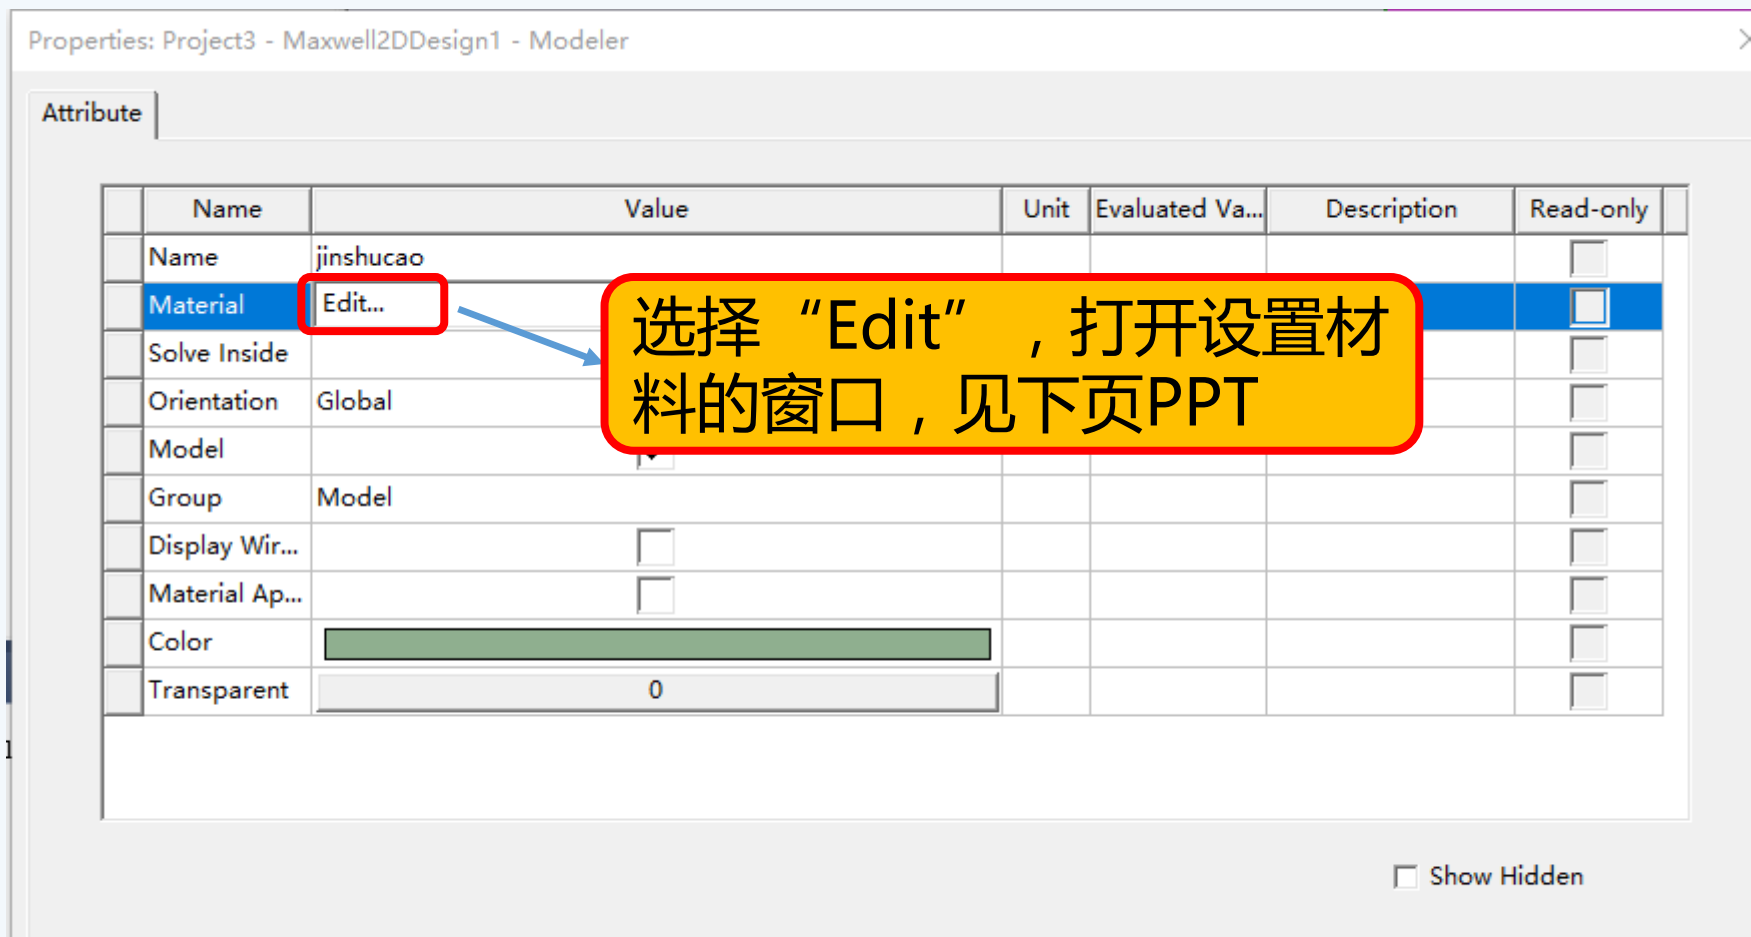 Properties: Project3 - Maxwell2DDesign1 - Modeler
Attribute
Name Value Unit Evaluated Va... Description Read-only
Name jinshucao
Material Edit...
选择“Edit”,打开设置材
料的窗口,见下页PPT
Solve Inside
Orientation Global
Model
Group Model
Display Wir...
Material Ap...
Color
Transparent 0
Show Hidden